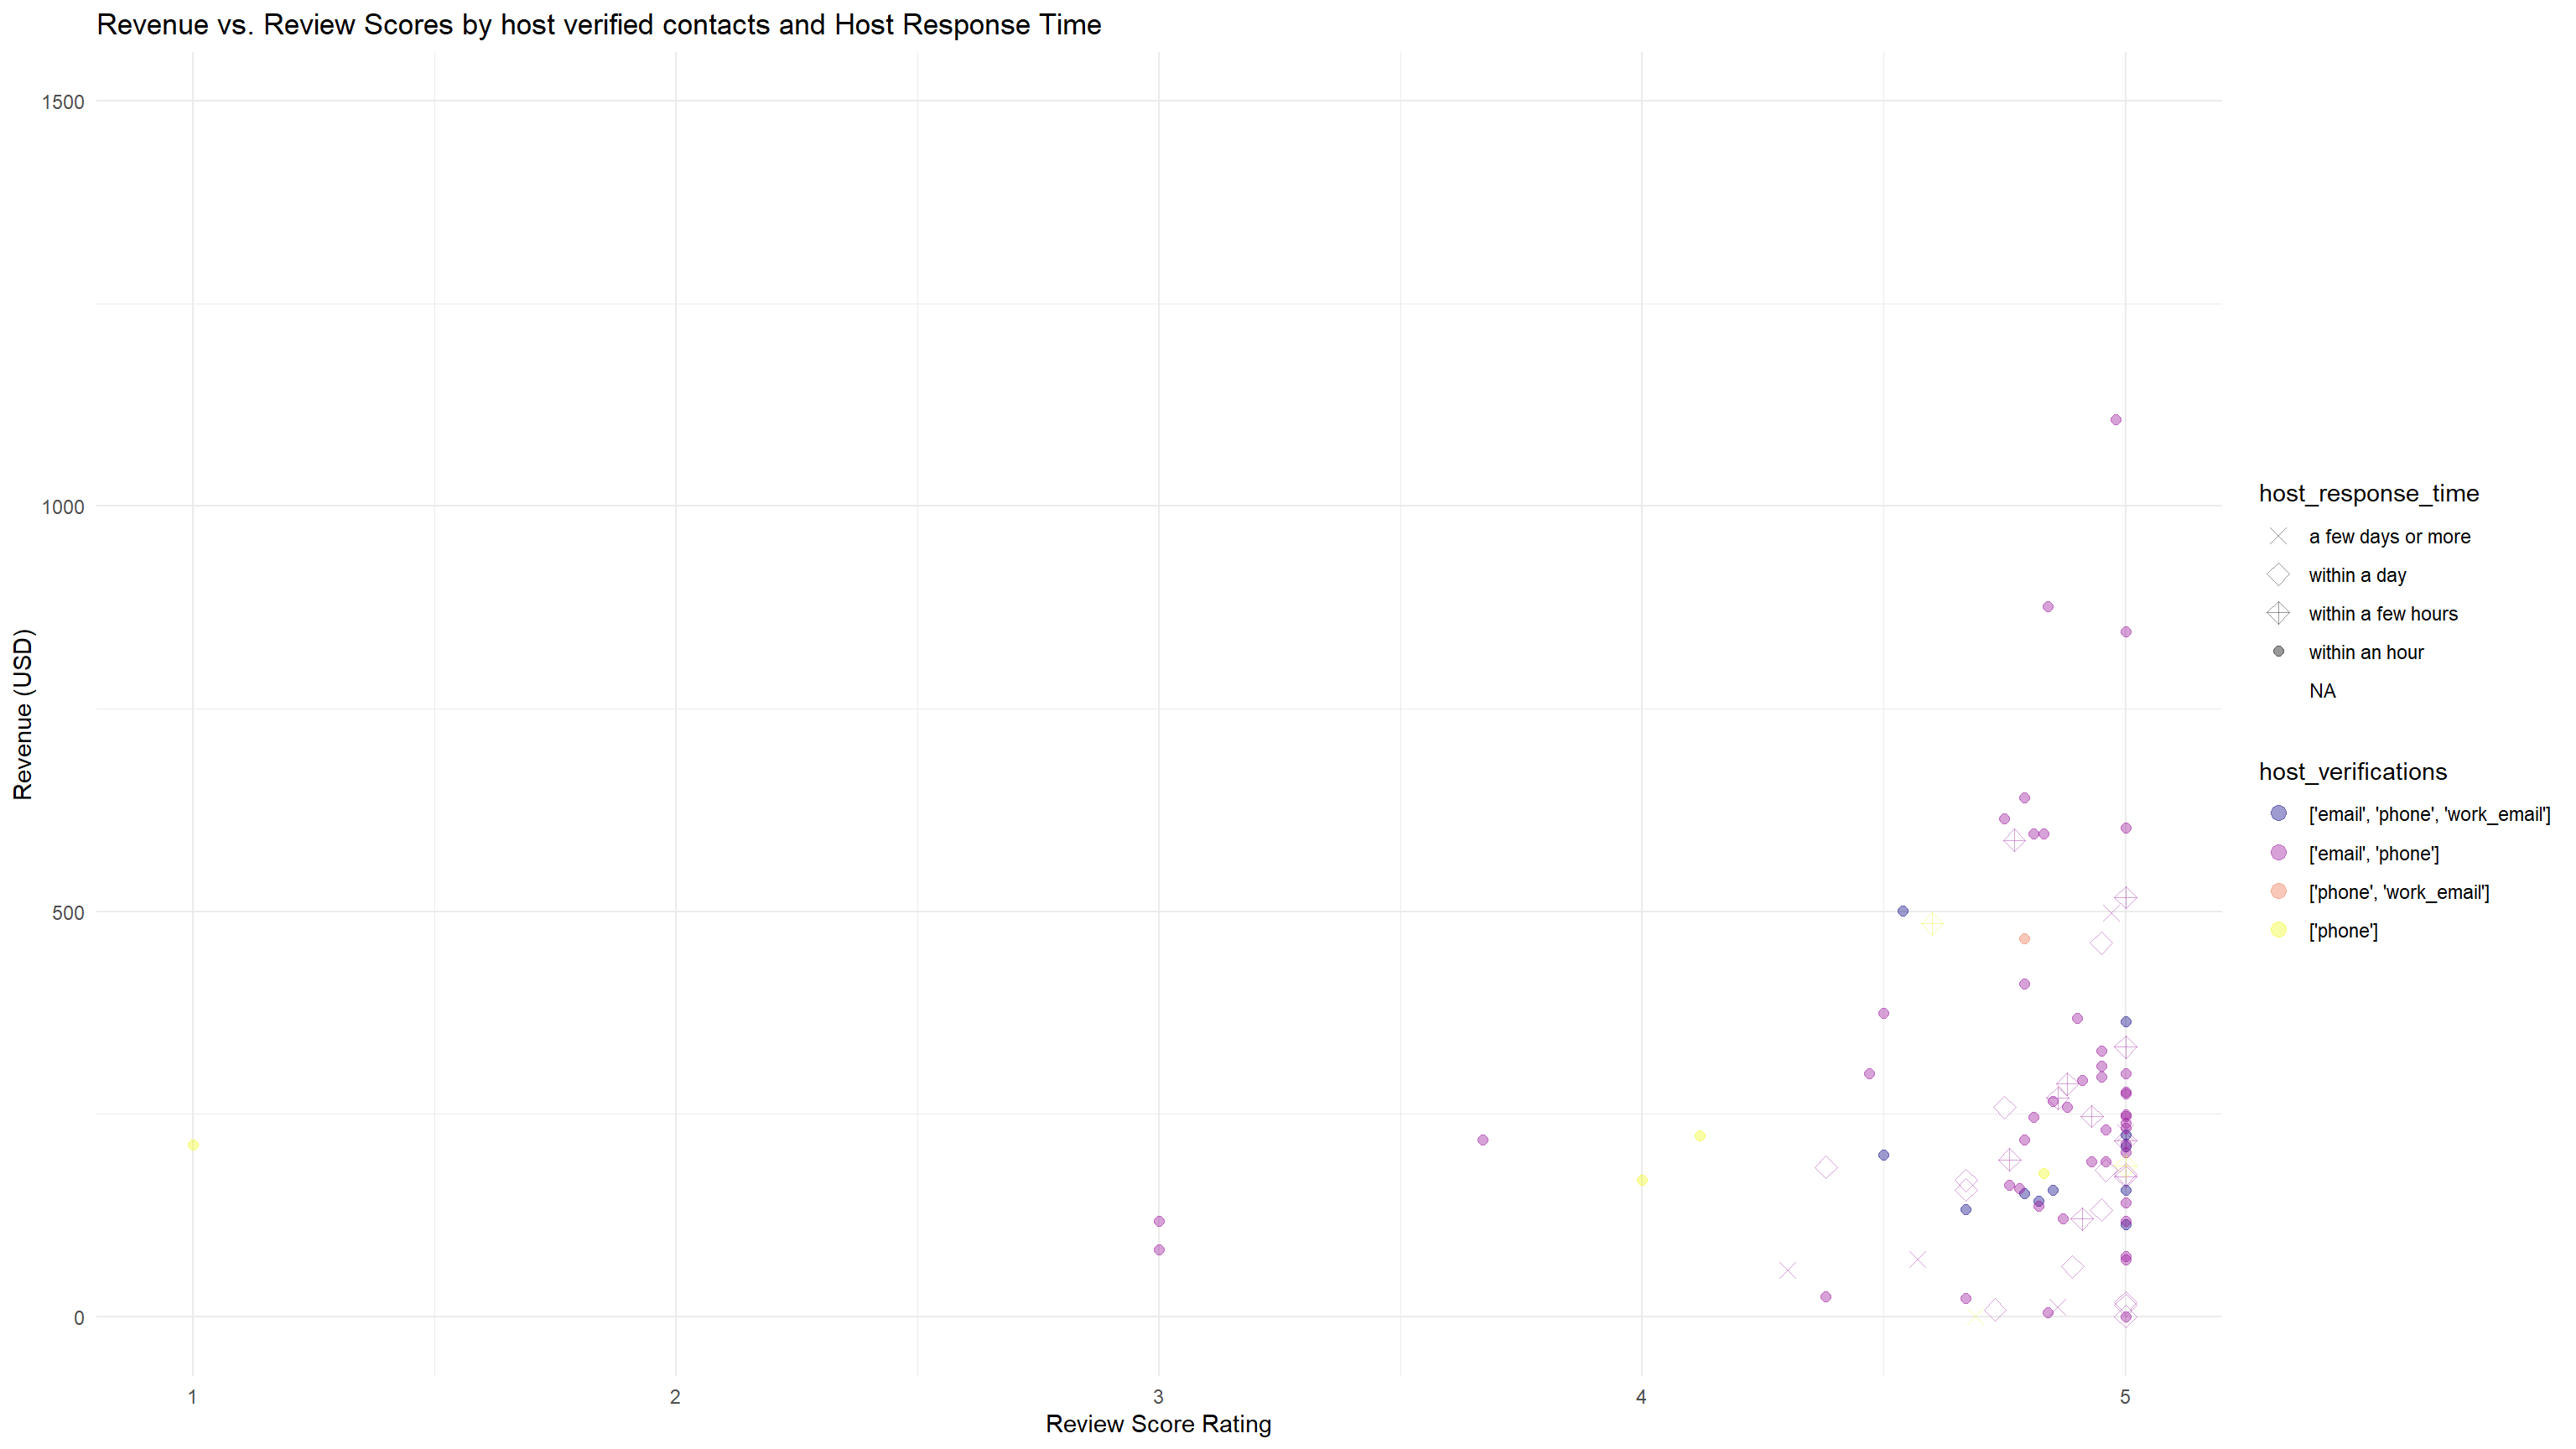 Revenue vs. Review Scores by host verified contacts and Host Response Time
1500
1000
500
0
Revenue (USD)
1
2
3
4
5
Review Score Rating
host_response_time
a few days or more
within a day
within a few hours
within an hour
NA
host_verifications
['email', 'phone', 'work_email']
['email', 'phone']
['phone', 'work_email']
['phone']